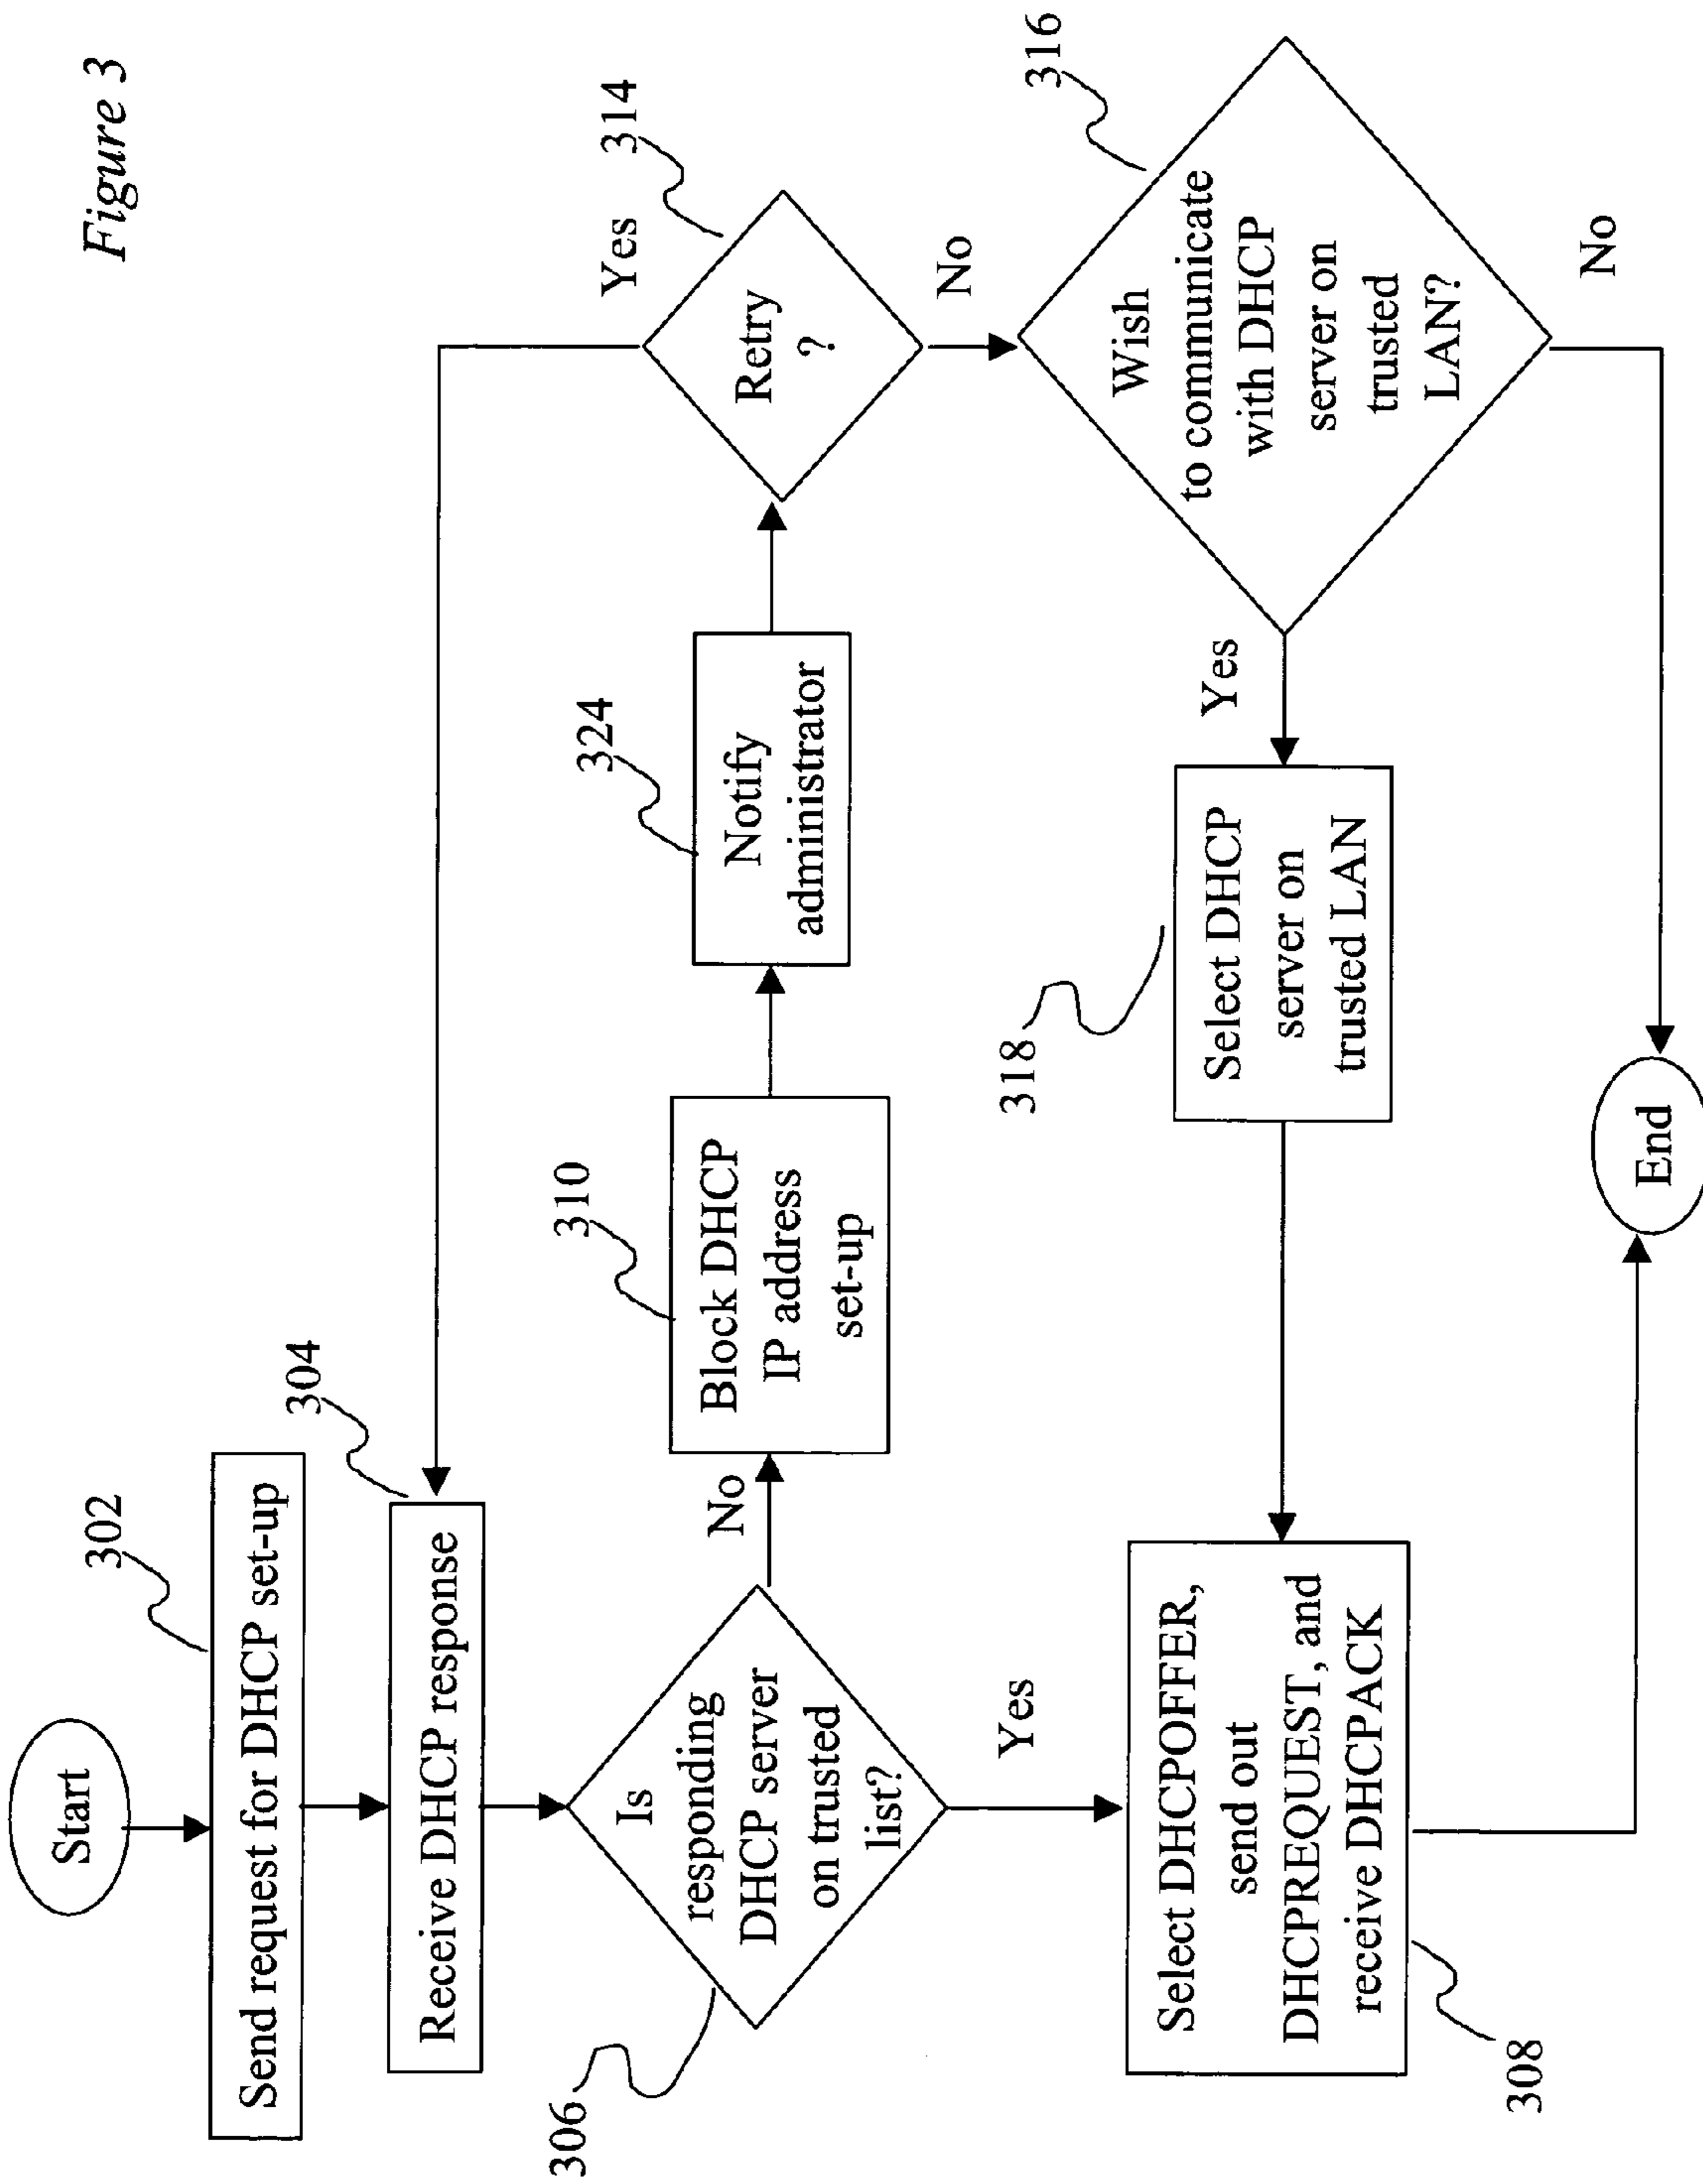 Figure 3
Start
302
Send request for DHCP set-up
304
Receive DHCP response
306
Is
responding
DHCP server
on trusted
list?
No
Yes
310
Block DHCP
IP address
set-up
324
Notify
administrator
314
Retry
?
Yes
No
316
Wish
to communicate
with DHCP
server on
trusted
LAN?
Yes
No
318
Select DHCP
server on
trusted LAN
308
Select DHCPOFFER,
send out
DHCPREQUEST, and
receive DHCPACK
End